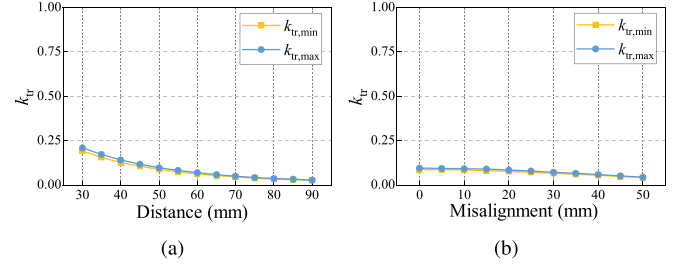 1.00
0.75
0.50
0.25
0.00
k_tr
k_tr,min
k_tr,max
30 40 50 60 70 80 90
Distance (mm)
(a)
1.00
0.75
0.50
0.25
0.00
k_tr
k_tr,min
k_tr,max
0 10 20 30 40 50
Misalignment (mm)
(b)